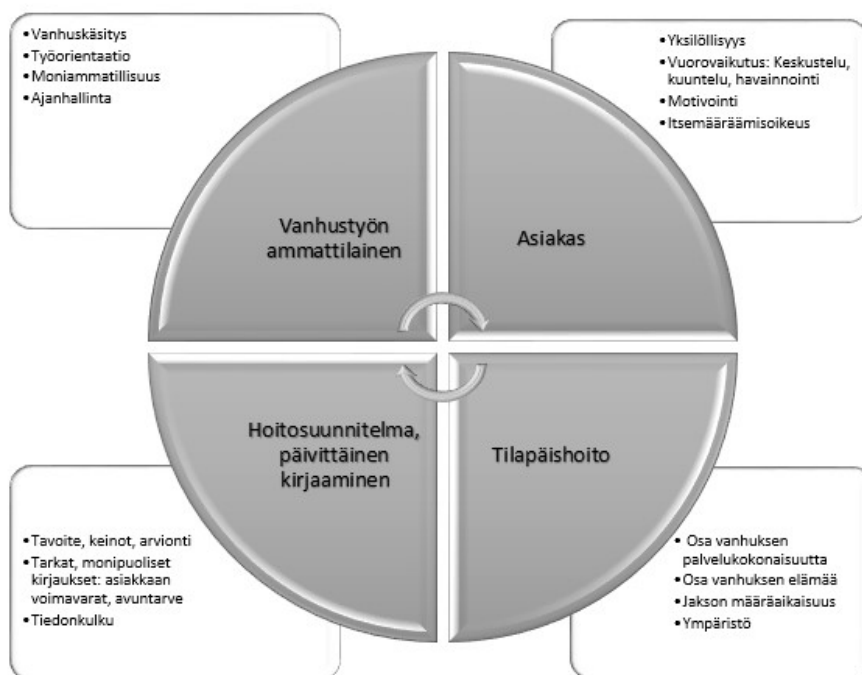 •Vanhuskäsitys
•Työorientaatio
•Moniammatillisuus
•Ajanhallinta
•Yksilöllisyys
•Vuorovaikutus: Keskustelu,
kuuntelu, havainnointi
•Motivointi
•Itsemääräämisoikeus
Vanhustyön
ammattilainen
Asiakas
Hoitosuunnitelma,
päivittäinen
kirjaaminen
Tilapäishoito
•Tavoite, keinot, arvionti
•Tarkat, monipuoliset
kirjaukset: asiakkaan
voimavarat, avuntarve
•Tiedonkulku
• Osa vanhuksen
palvelukokonaisuutta
•Osa vanhuksen elämää
•Jakson määräaikaisuus
•Ympäristö